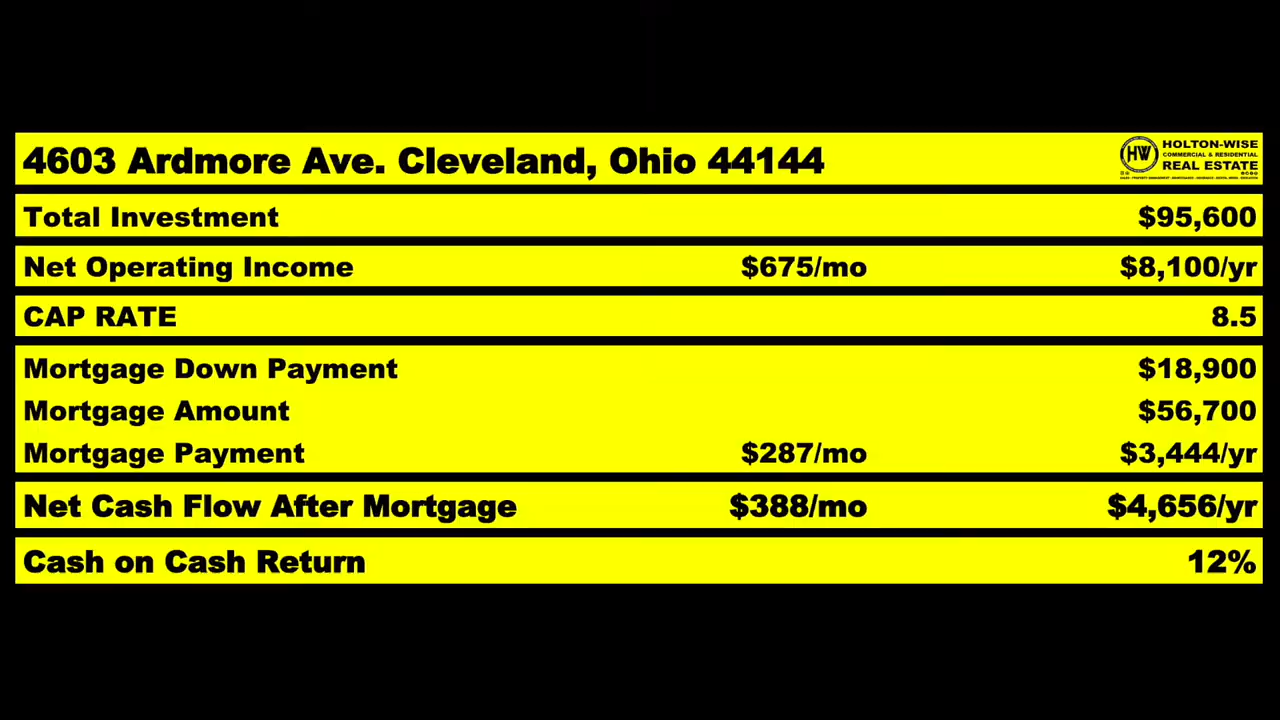 4603 Ardmore Ave. Cleveland, Ohio 44144
HW
HOLTON-WISE
COMMERCIAL & RESIDENTIAL
REAL ESTATE
Total Investment $95,600
Net Operating Income $675/mo $8,100/yr
CAP RATE 8.5
Mortgage Down Payment $18,900
Mortgage Amount $56,700
Mortgage Payment $287/mo $3,444/yr
Net Cash Flow After Mortgage $388/mo $4,656/yr
Cash on Cash Return 12%